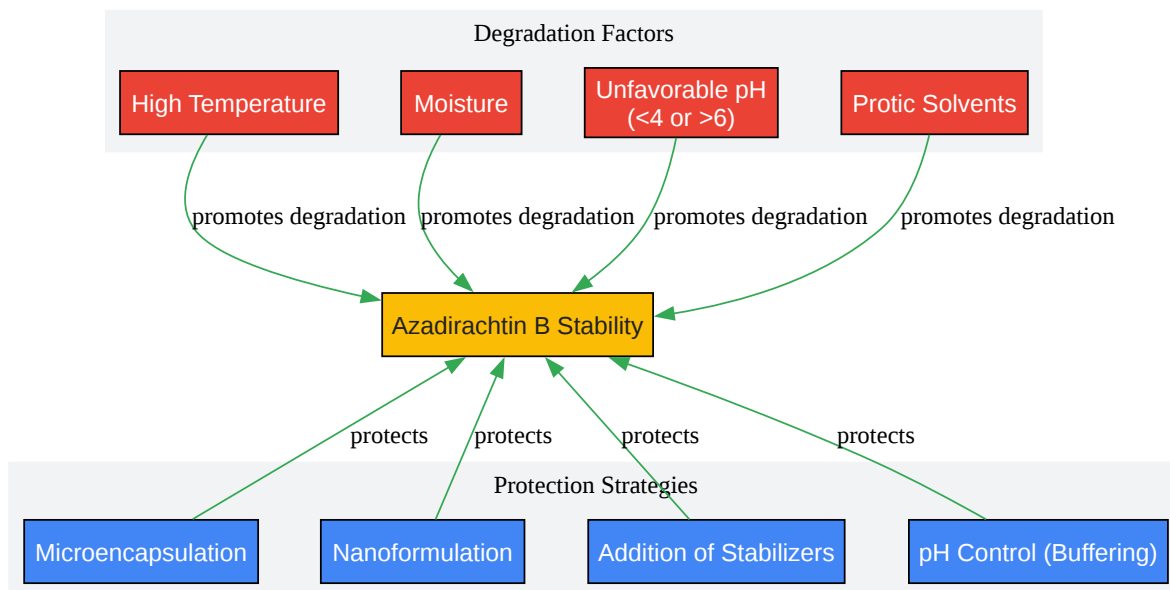 Degradation Factors
High Temperature
Moisture
Unfavorable pH
(<4 or >6)
Protic Solvents
promotes degradation
promotes degradation
promotes degradation
promotes degradation
Azadirachtin B Stability
protects
protects
protects
protects
Protection Strategies
Microencapsulation
Nanoformulation
Addition of Stabilizers
pH Control (Buffering)